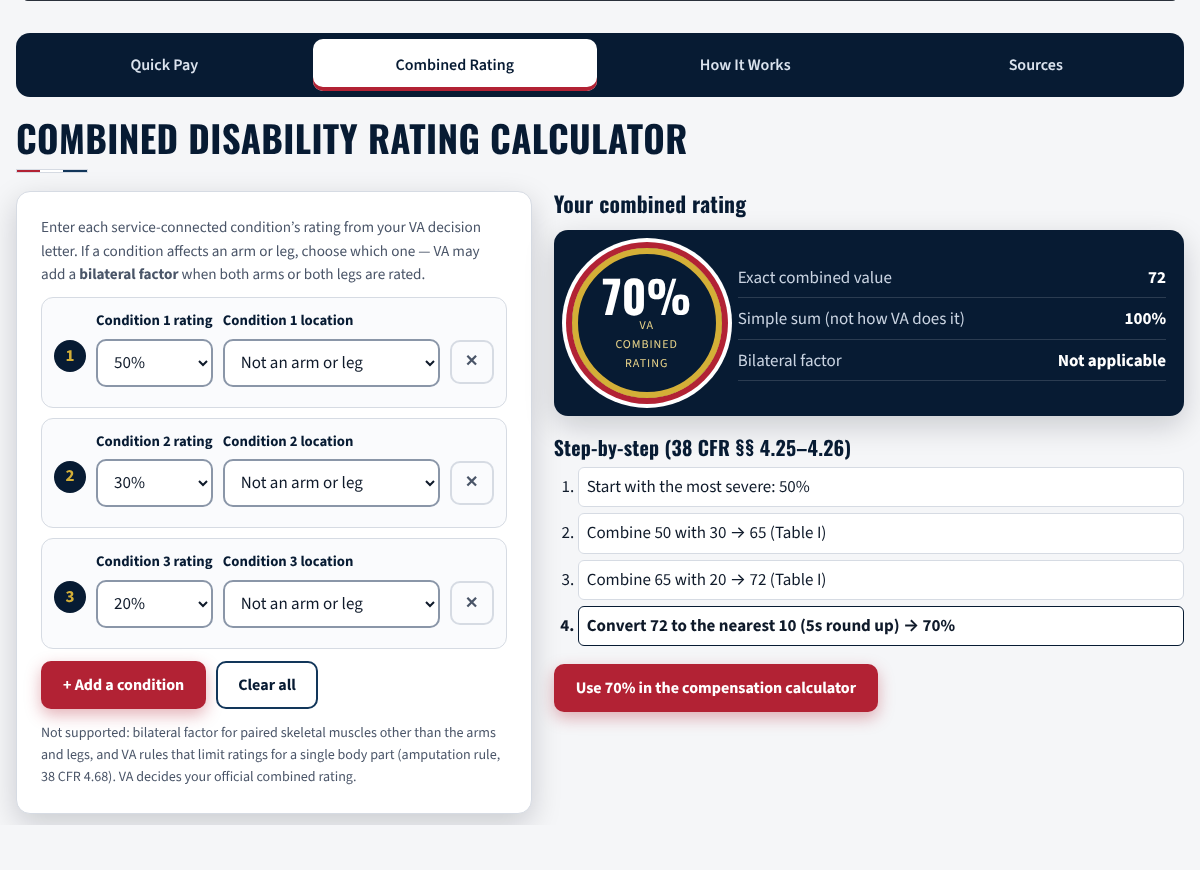 Quick Pay
Combined Rating
How It Works
Sources
COMBINED DISABILITY RATING CALCULATOR
Enter each service-connected condition’s rating from your VA decision
letter. If a condition affects an arm or leg, choose which one — VA may
add a bilateral factor when both arms or both legs are rated.
Condition 1 rating
Condition 1 location
1
50%
Not an arm or leg
✕
Condition 2 rating
Condition 2 location
2
30%
Not an arm or leg
✕
Condition 3 rating
Condition 3 location
3
20%
Not an arm or leg
✕
+ Add a condition
Clear all
Not supported: bilateral factor for paired skeletal muscles other than the arms
and legs, and VA rules that limit ratings for a single body part (amputation rule,
38 CFR 4.68). VA decides your official combined rating.
Your combined rating
70%
VA
COMBINED
RATING
Exact combined value
72
Simple sum (not how VA does it)
100%
Bilateral factor
Not applicable
Step-by-step (38 CFR §§ 4.25–4.26)
1. Start with the most severe: 50%
2. Combine 50 with 30 → 65 (Table I)
3. Combine 65 with 20 → 72 (Table I)
4. Convert 72 to the nearest 10 (5s round up) → 70%
Use 70% in the compensation calculator